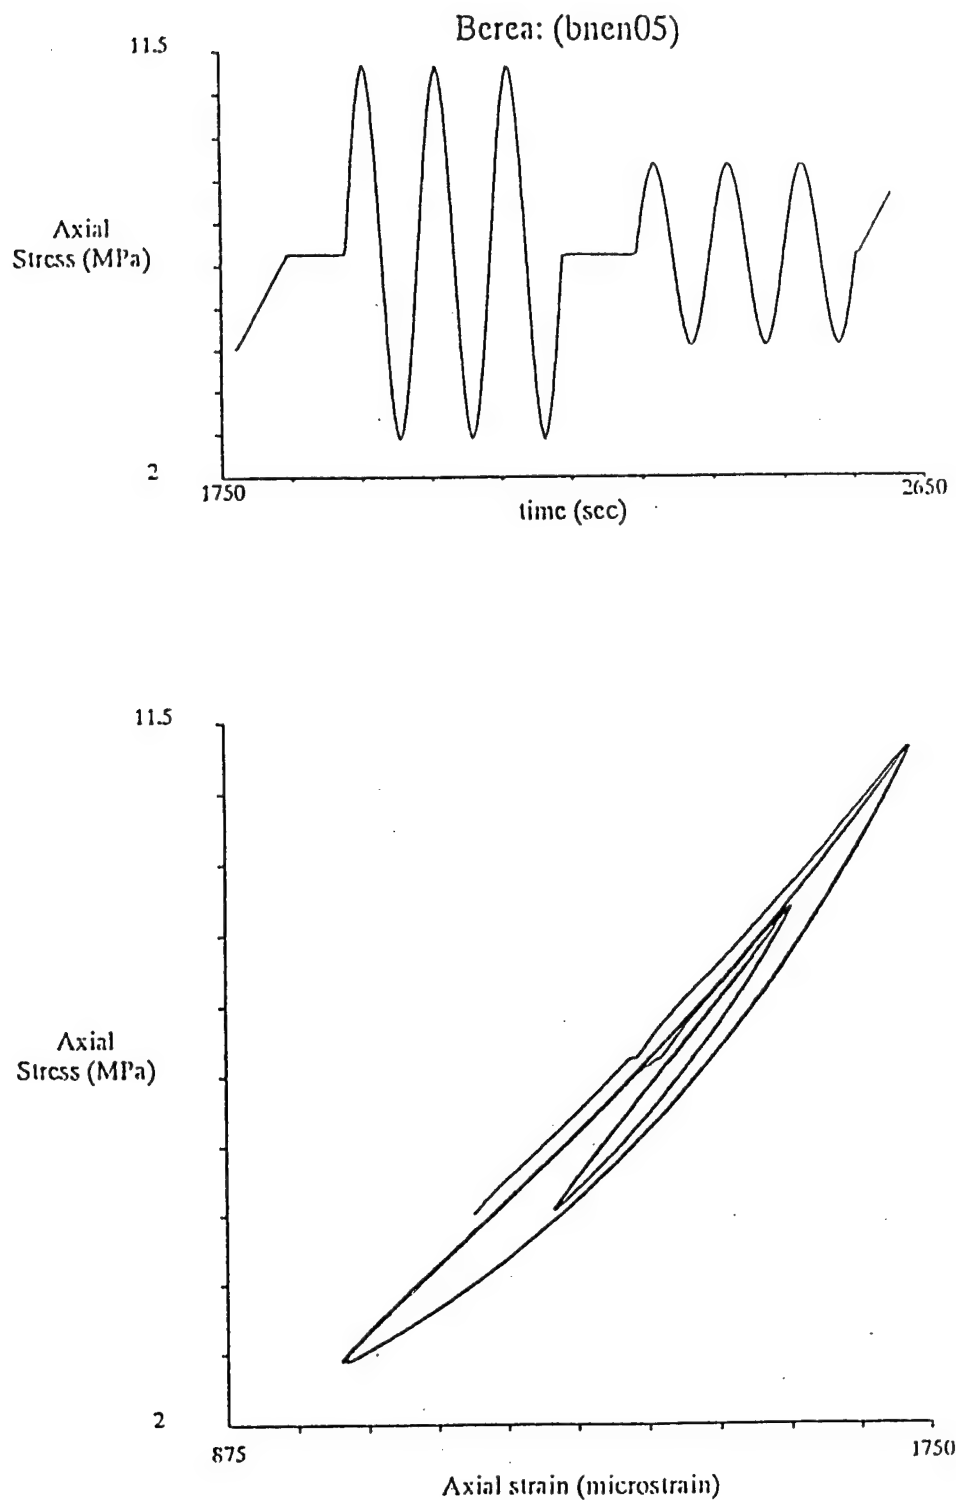 Berea: (bnen05)
11.5
Axial
Stress (MPa)
2
1750
2650
time (sec)
11.5
Axial
Stress (MPa)
2
875
1750
Axial strain (microstrain)